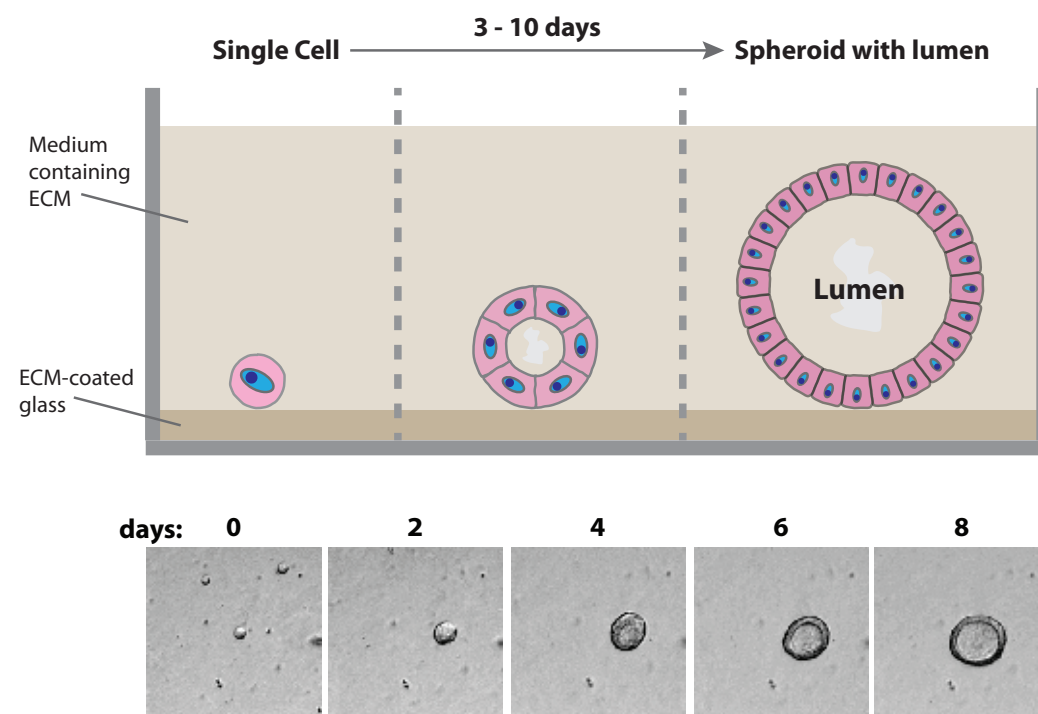 3 - 10 days
Single Cell
Spheroid with lumen
Medium
containing
ECM
Lumen
ECM-coated
glass
days: 0 2 4 6 8